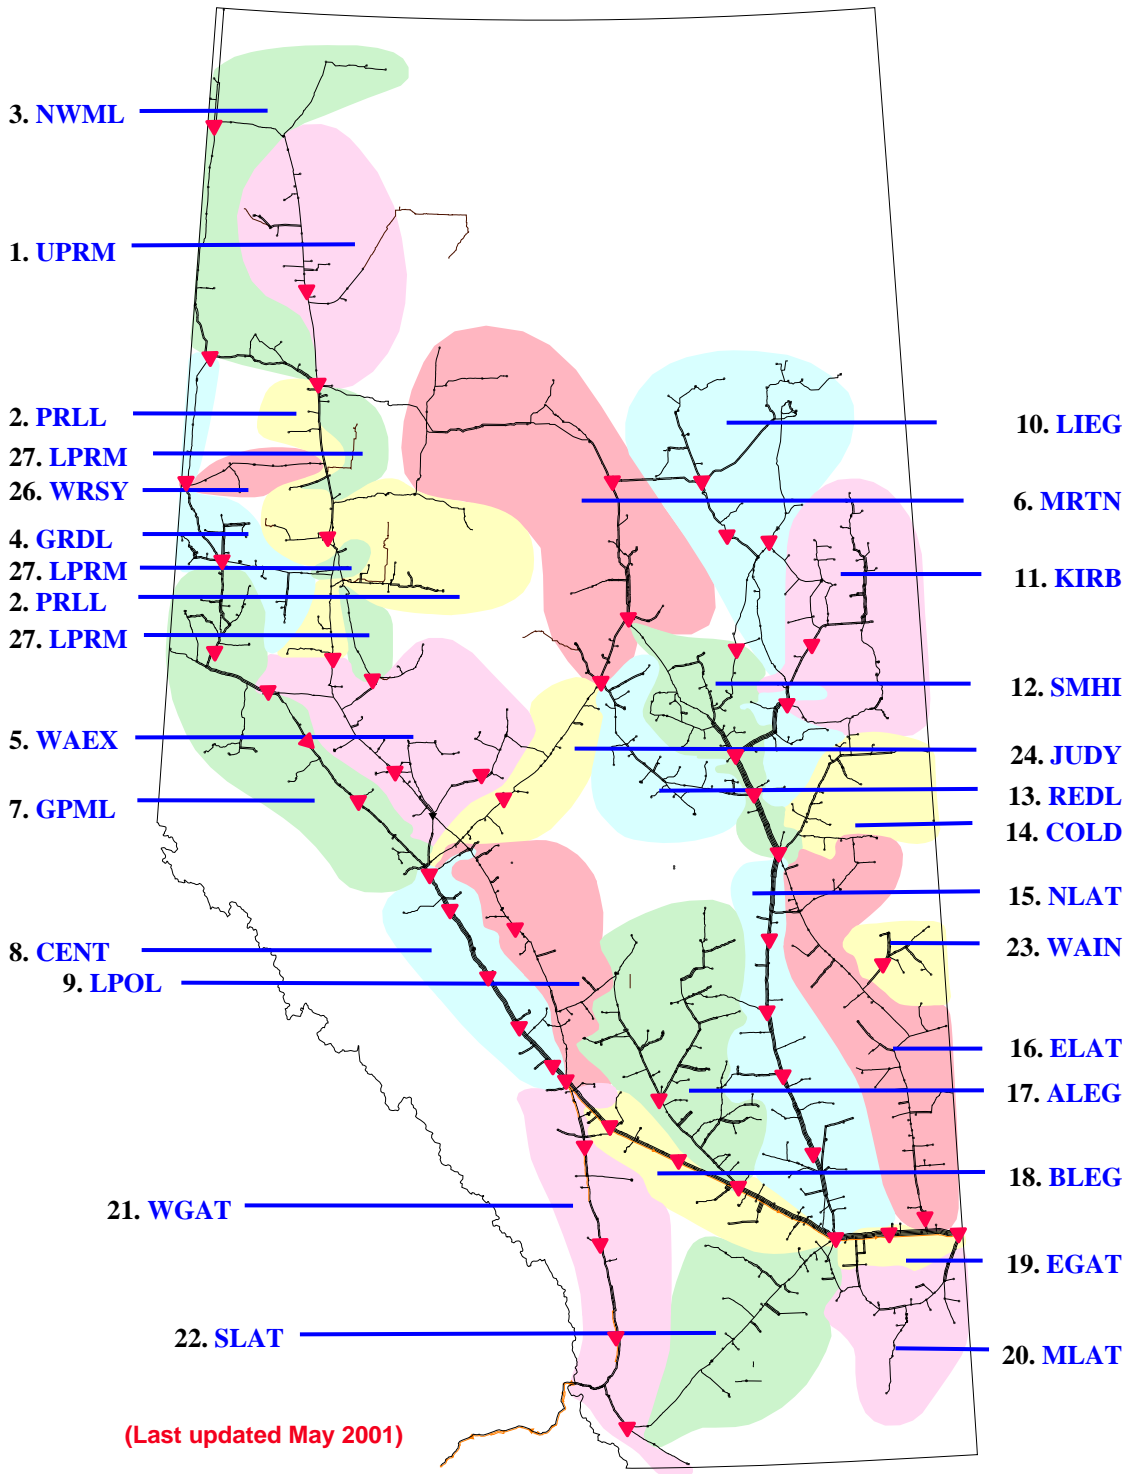 3. NWML
1. UPRM
2. PRLL
27. LPRM
26. WRSY
4. GRDL
27. LPRM
2. PRLL
27. LPRM
5. WAEX
7. GPML
8. CENT
9. LPOL
21. WGAT
22. SLAT
(Last updated May 2001)
10. LIEG
6. MRTN
11. KIRB
12. SMHI
24. JUDY
13. REDL
14. COLD
15. NLAT
23. WAIN
16. ELAT
17. ALEG
18. BLEG
19. EGAT
20. MLAT